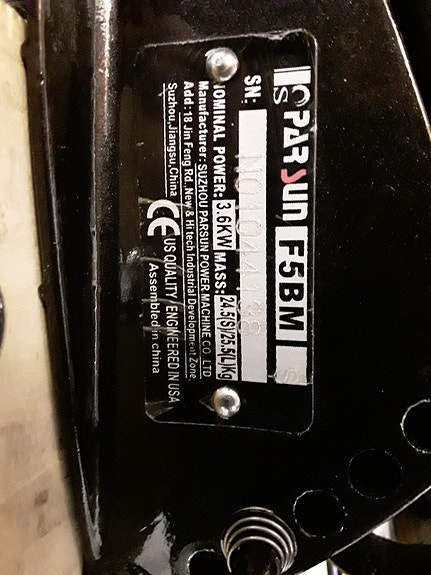 PARSUN F5BM
SN: N01044198
NOMINAL POWER: 3.6KW MASS: 24.5(S)/25.5(L)Kg
Manufacturer: SUZHOU PARSUN POWER MACHINE CO., LTD
Add: 18 Jin Feng Rd.,New & Hi tech Industrial Development Zone
Suzhou,Jiangsu,China
CE US QUALITY / ENGINEERED IN USA
Assembled in china